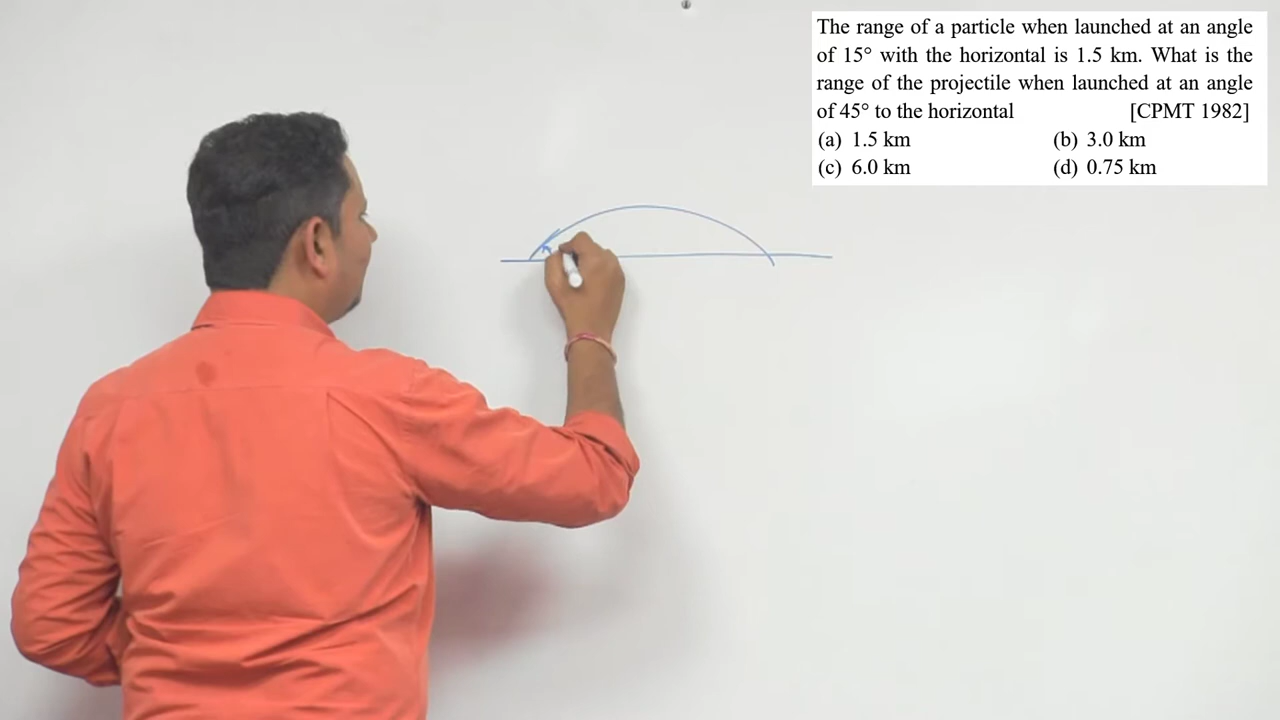 The range of a particle when launched at an angle
of 15° with the horizontal is 1.5 km. What is the
range of the projectile when launched at an angle
of 45° to the horizontal [CPMT 1982]
(a) 1.5 km (b) 3.0 km
(c) 6.0 km (d) 0.75 km